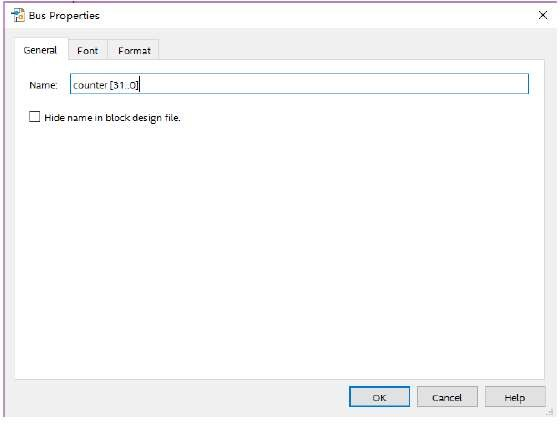 Bus Properties
General Font Format
Name: counter [31..0]
Hide name in block design file.
OK Cancel Help